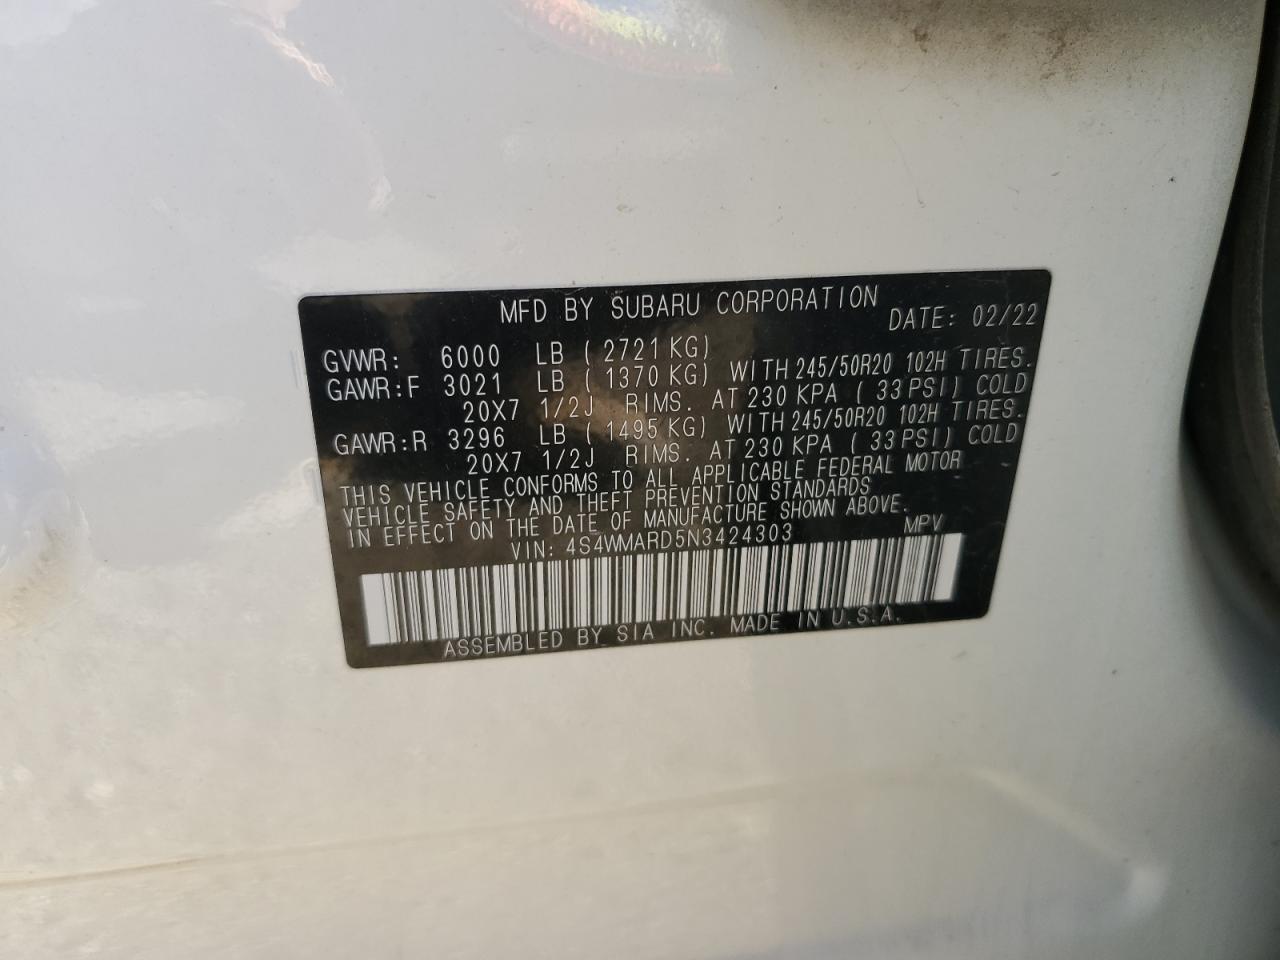 MFD BY SUBARU CORPORATION
DATE: 02/22
GVWR: 6000 LB ( 2721 KG)
GAWR:F 3021 LB ( 1370 KG) WITH 245/50R20 102H TIRES.
20X7 1/2J RIMS. AT 230 KPA ( 33 PSI) COLD
GAWR:R 3296 LB ( 1495 KG) WITH 245/50R20 102H TIRES.
20X7 1/2J RIMS. AT 230 KPA ( 33 PSI) COLD
THIS VEHICLE CONFORMS TO ALL APPLICABLE FEDERAL MOTOR
VEHICLE SAFETY AND THEFT PREVENTION STANDARDS
IN EFFECT ON THE DATE OF MANUFACTURE SHOWN ABOVE.
VIN: 4S4WMARD5N3424303 MPV
ASSEMBLED BY SIA INC. MADE IN U.S.A.